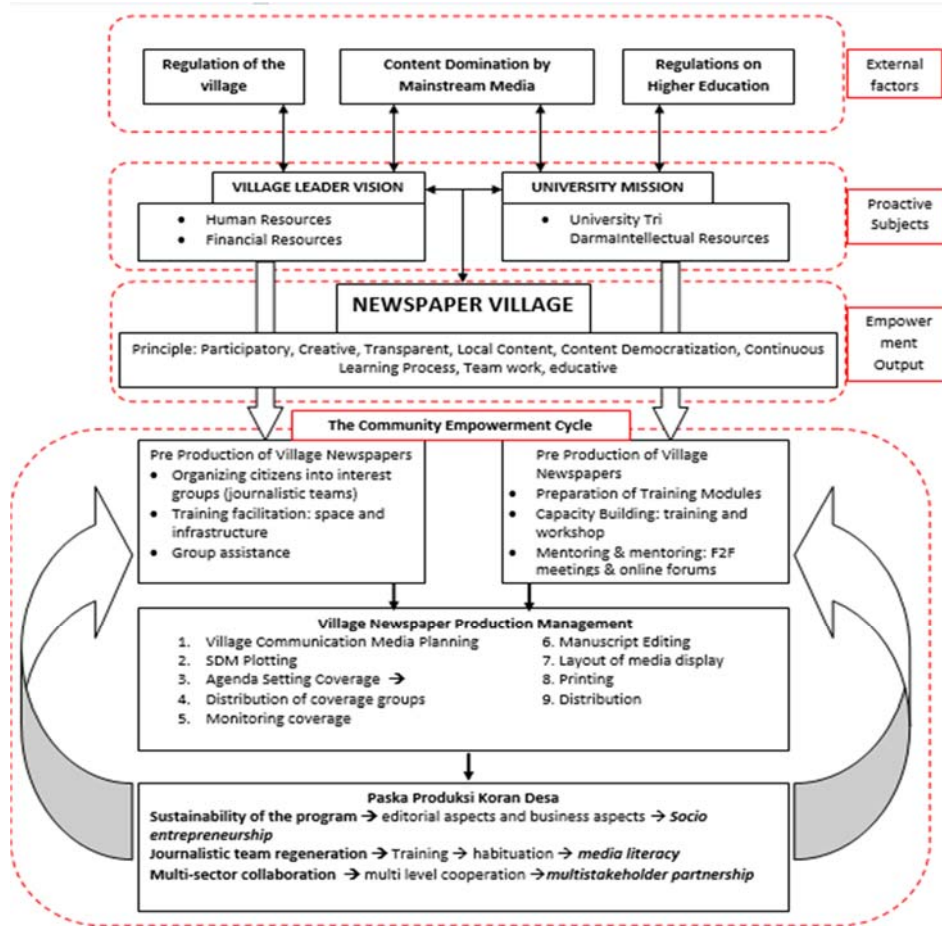 Regulation of the
village
Content Domination by
Mainstream Media
Regulations on
Higher Education
External
factors
VILLAGE LEADER VISION
• Human Resources
• Financial Resources
UNIVERSITY MISSION
• University Tri
DarmaIntellectual Resources
Proactive
Subjects
NEWSPAPER VILLAGE
Principle: Participatory, Creative, Transparent, Local Content, Content Democratization, Continuous
Learning Process, Team work, educative
Empower
ment
Output
The Community Empowerment Cycle
Pre Production of Village Newspapers
• Organizing citizens into interest
groups (journalistic teams)
• Training facilitation: space and
infrastructure
• Group assistance
Pre Production of Village
Newspapers
• Preparation of Training Modules
• Capacity Building: training and
workshop
• Mentoring & mentoring: F2F
meetings & online forums
Village Newspaper Production Management
1. Village Communication Media Planning
2. SDM Plotting
3. Agenda Setting Coverage →
4. Distribution of coverage groups
5. Monitoring coverage
6. Manuscript Editing
7. Layout of media display
8. Printing
9. Distribution
Paska Produksi Koran Desa
Sustainability of the program → editorial aspects and business aspects → Socio
entrepreneurship
Journalistic team regeneration → Training → habituation → media literacy
Multi-sector collaboration → multi level cooperation → multistakeholder partnership